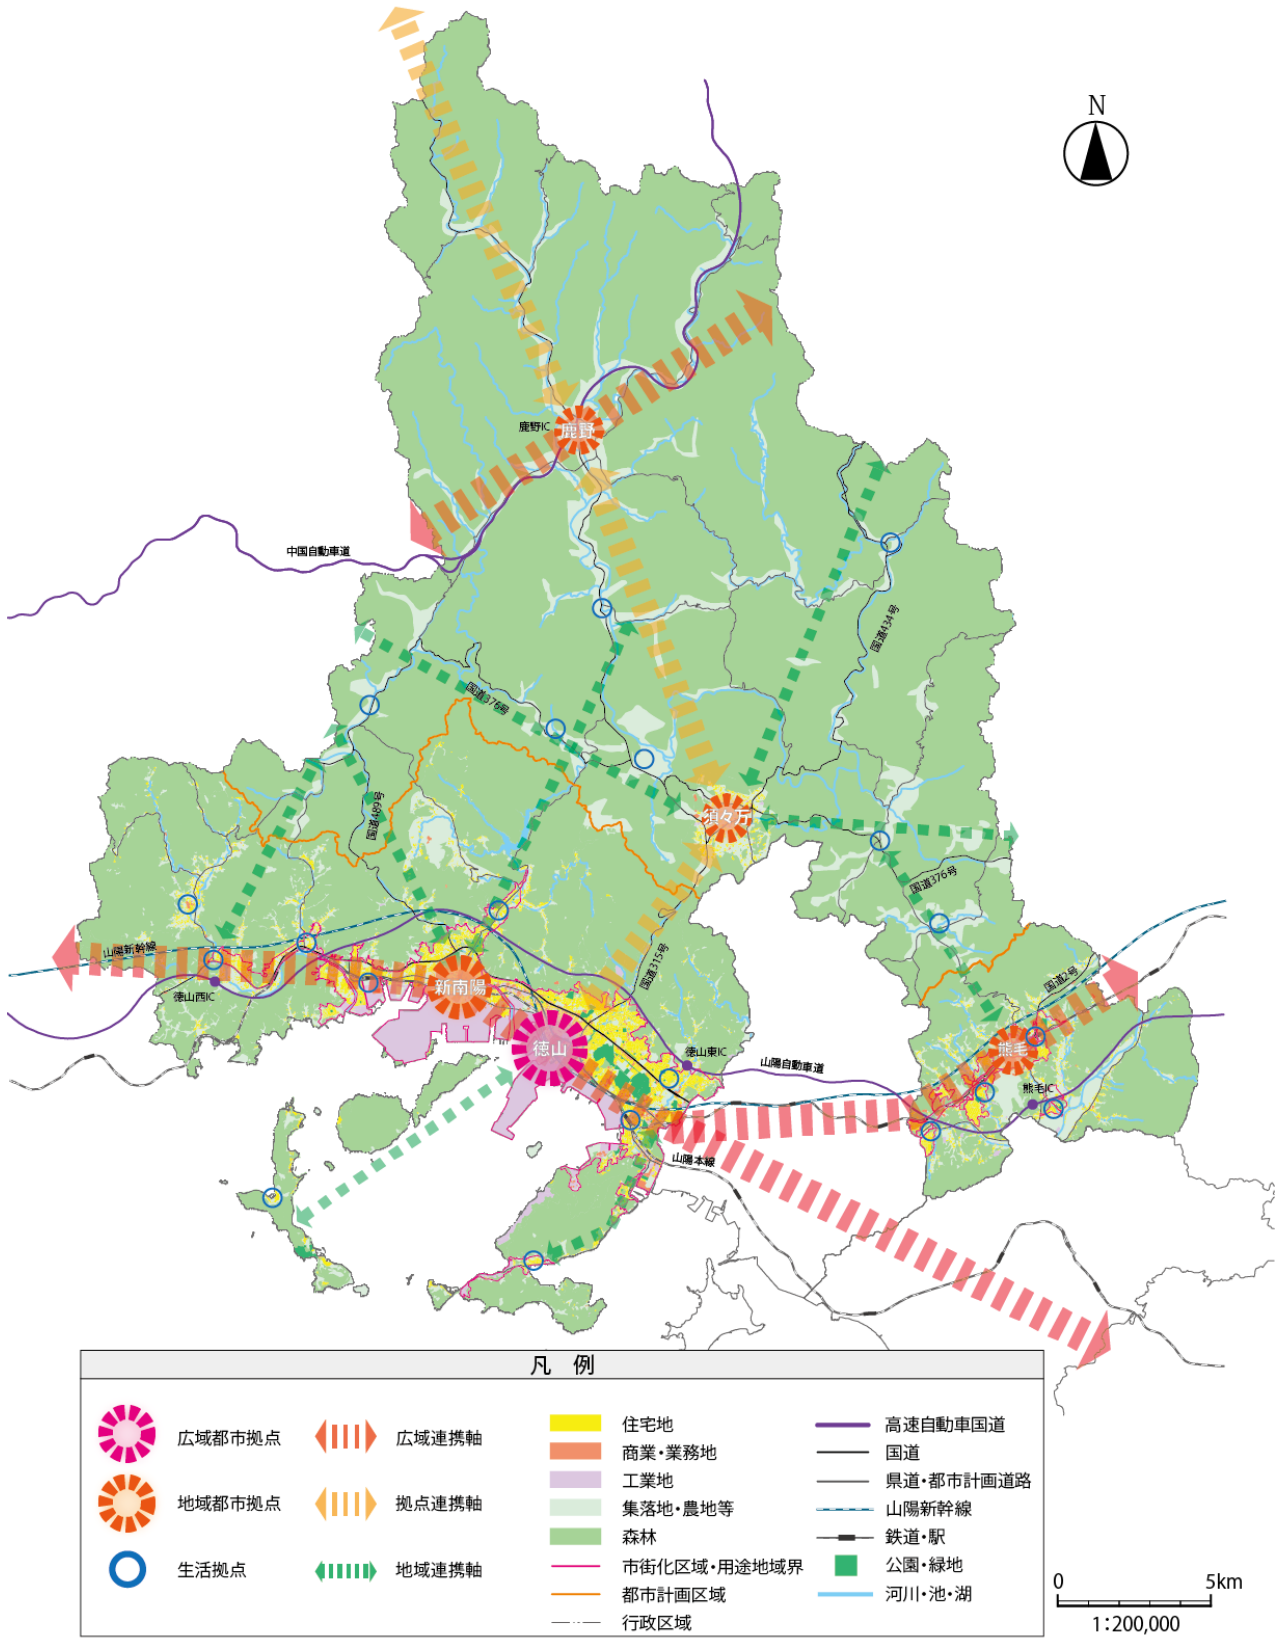 N
鹿野IC
鹿野
中国自動車道
国道434号
国道376号
須々万
国道489号
国道376号
山陽新幹線
国道315号
国道2号
徳山西IC
新南陽
徳山
徳山東IC
熊毛
山陽自動車道
熊毛IC
山陽本線
凡 例
広域都市拠点
地域都市拠点
生活拠点
広域連携軸
拠点連携軸
地域連携軸
住宅地
商業・業務地
工業地
集落地・農地等
森林
市街化区域・用途地域界
都市計画区域
行政区域
高速自動車国道
国道
県道・都市計画道路
山陽新幹線
鉄道・駅
公園・緑地
河川・池・湖
0 5km
1:200,000